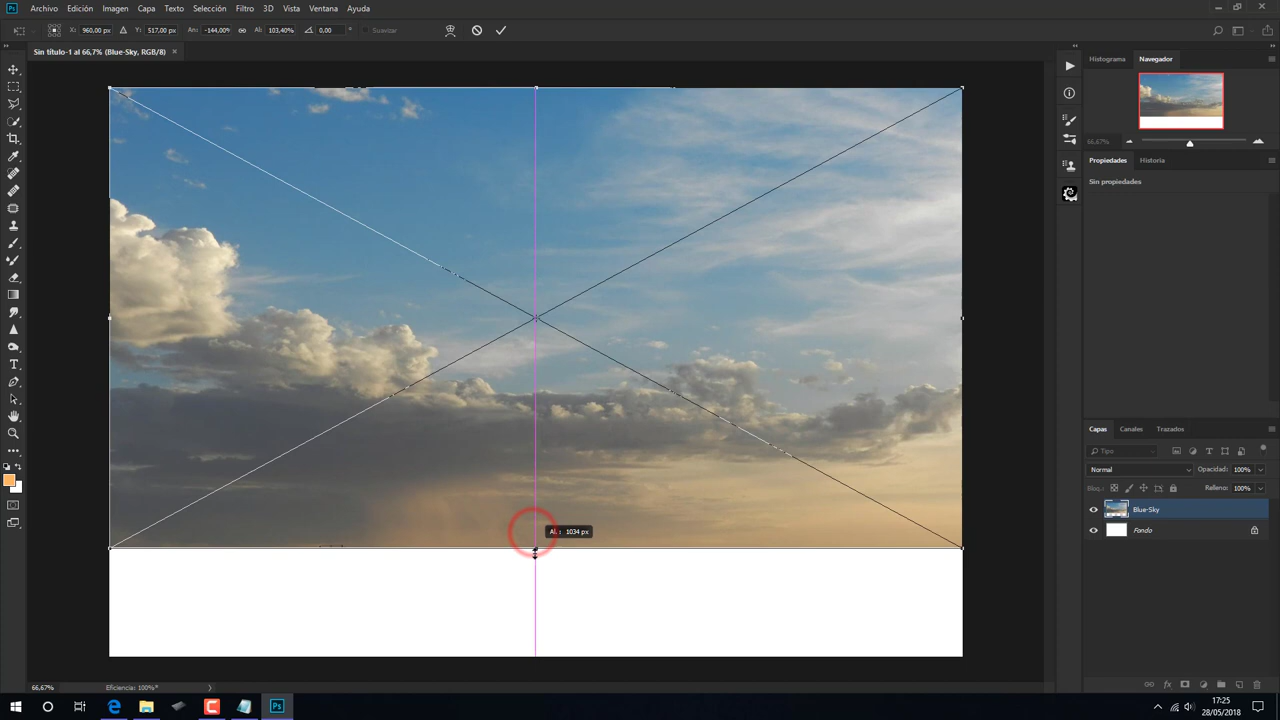 Ps Archivo Edición Imagen Capa Texto Selección Filtro 3D Vista Ventana Ayuda
X: 960,00 px Y: 517,00 px An: -144,00% Al: 103,40% 0,00 ° Suavizar
Sin título-1 al 66,7% (Blue-Sky, RGB/8) ×
Histograma Navegador
66,67%
Propiedades Historia
Sin propiedades
Al.: 1034 px
Capas Canales Trazados
Tipo
Normal Opacidad: 100%
Bloq.: Relleno: 100%
Blue-Sky
Fondo
66,67% Eficiencia: 100%*
Ps
17:25
28/05/2018